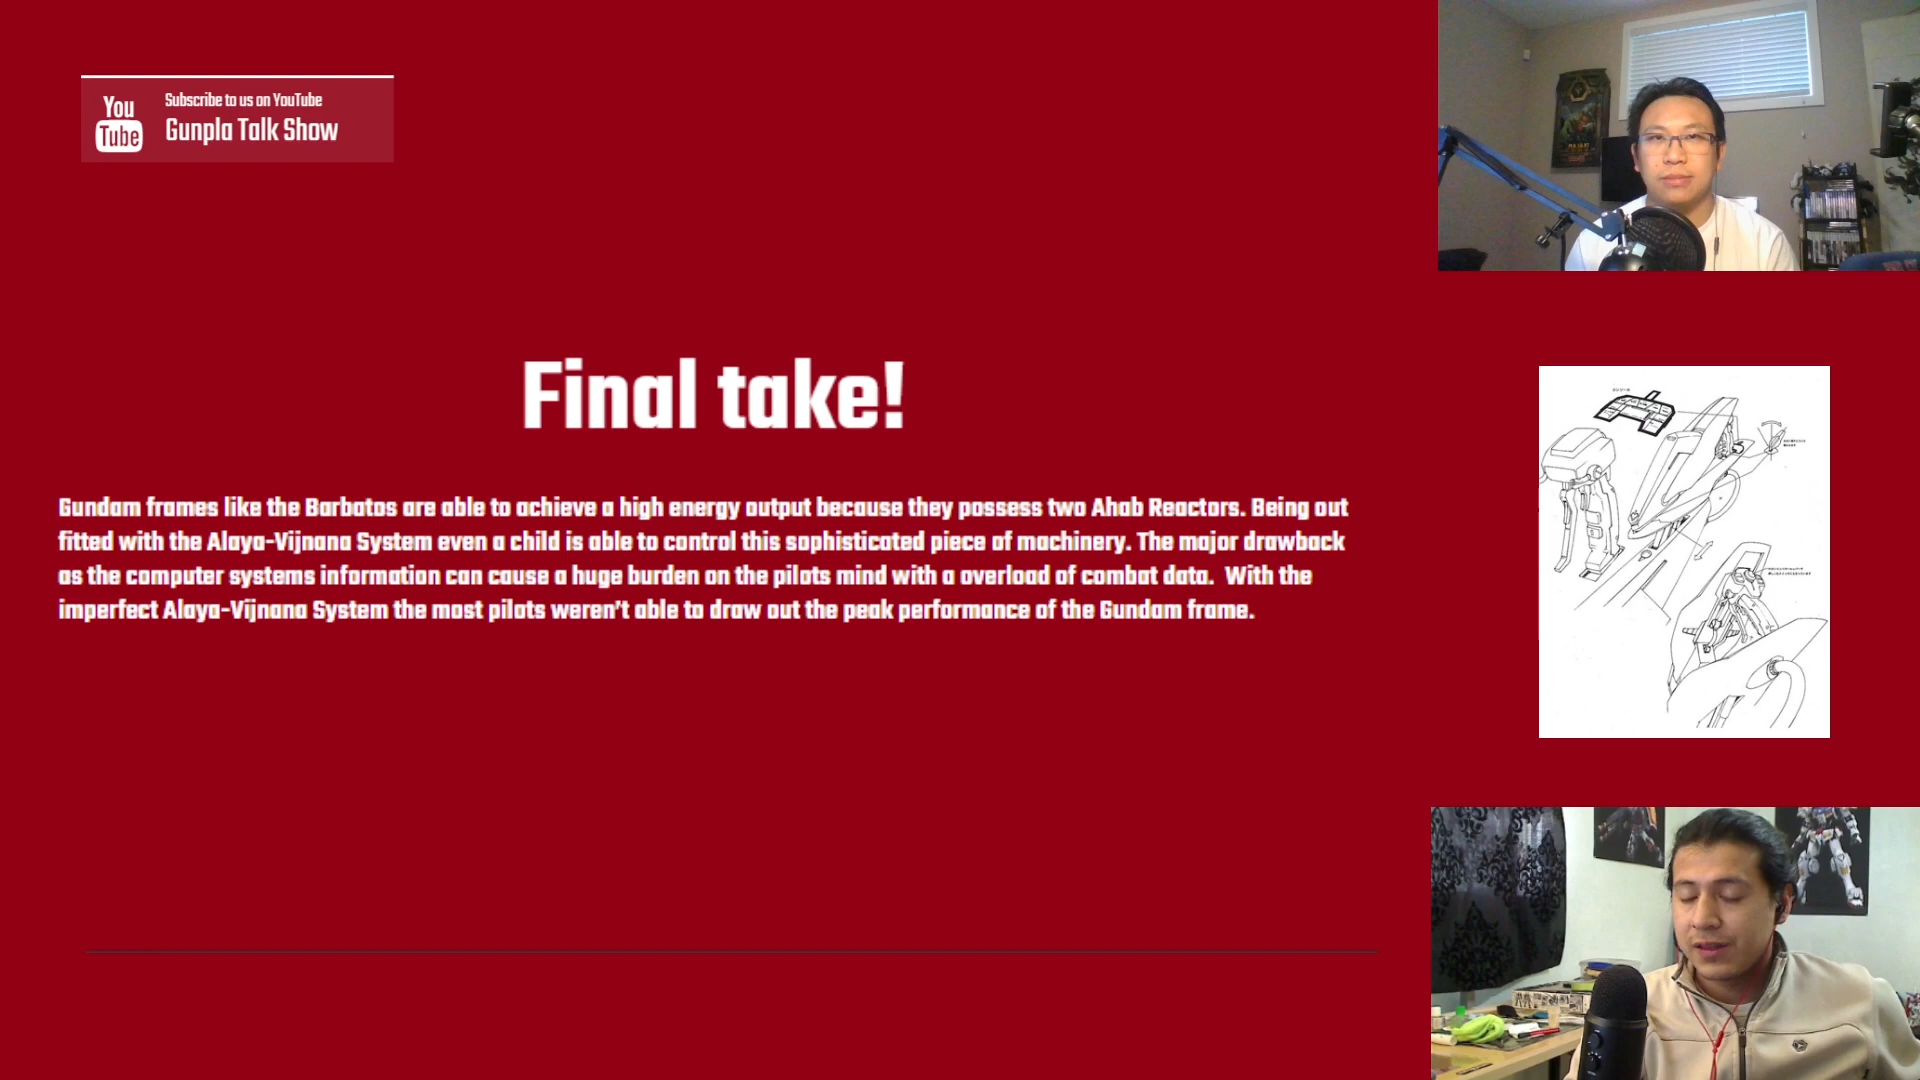 You
Tube
Subscribe to us on YouTube
Gunpla Talk Show
Final take!
Gundam frames like the Barbatos are able to achieve a high energy output because they possess two Ahab Reactors. Being out
fitted with the Alaya-Vijnana System even a child is able to control this sophisticated piece of machinery. The major drawback
as the computer systems information can cause a huge burden on the pilots mind with a overload of combat data.  With the
imperfect Alaya-Vijnana System the most pilots weren't able to draw out the peak performance of the Gundam frame.